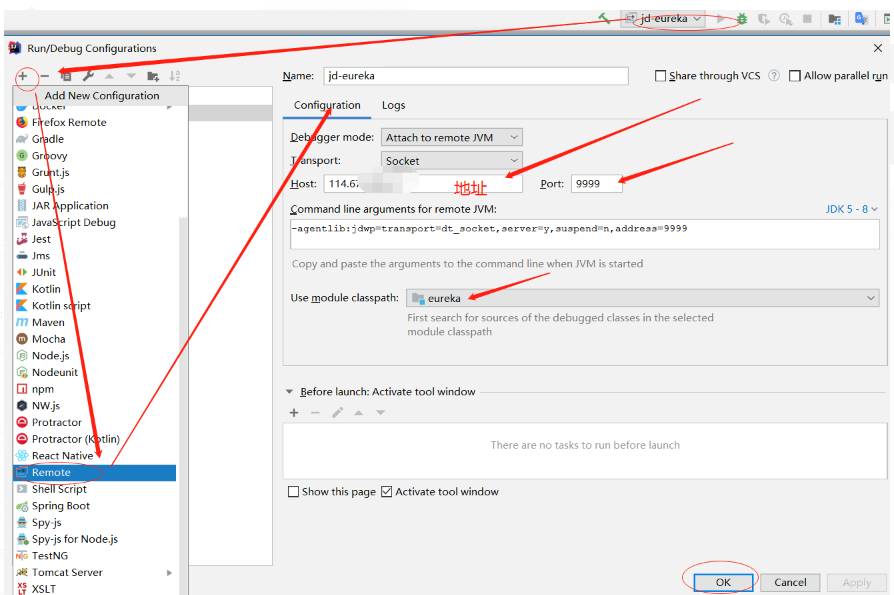 jd-eureka
Run/Debug Configurations
Add New Configuration
Docker
Firefox Remote
Gradle
Groovy
Grunt.js
Gulp.js
JAR Application
JavaScript Debug
Jest
Jms
JUnit
Kotlin
Kotlin script
Maven
Mocha
Node.js
Nodeunit
npm
NW.js
Protractor
Protractor (Kotlin)
React Native
Remote
Shell Script
Spring Boot
Spy-js
Spy-js for Node.js
TestNG
Tomcat Server
XSLT
Name: jd-eureka
Share through VCS ? Allow parallel run
Configuration Logs
Debugger mode: Attach to remote JVM
Transport: Socket
Host: 114.67 地址 Port: 9999
Command line arguments for remote JVM: JDK 5 - 8
-agentlib:jdwp=transport=dt_socket,server=y,suspend=n,address=9999
Copy and paste the arguments to the command line when JVM is started
Use module classpath: eureka
First search for sources of the debugged classes in the selected
module classpath
Before launch: Activate tool window
There are no tasks to run before launch
Show this page Activate tool window
OK Cancel Apply